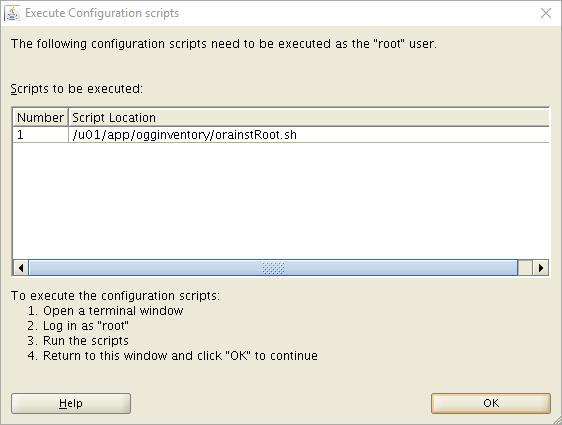 Execute Configuration scripts
The following configuration scripts need to be executed as the "root" user.
Scripts to be executed:
Number Script Location
1 /u01/app/ogginventory/orainstRoot.sh
To execute the configuration scripts:
1. Open a terminal window
2. Log in as "root"
3. Run the scripts
4. Return to this window and click "OK" to continue
Help OK